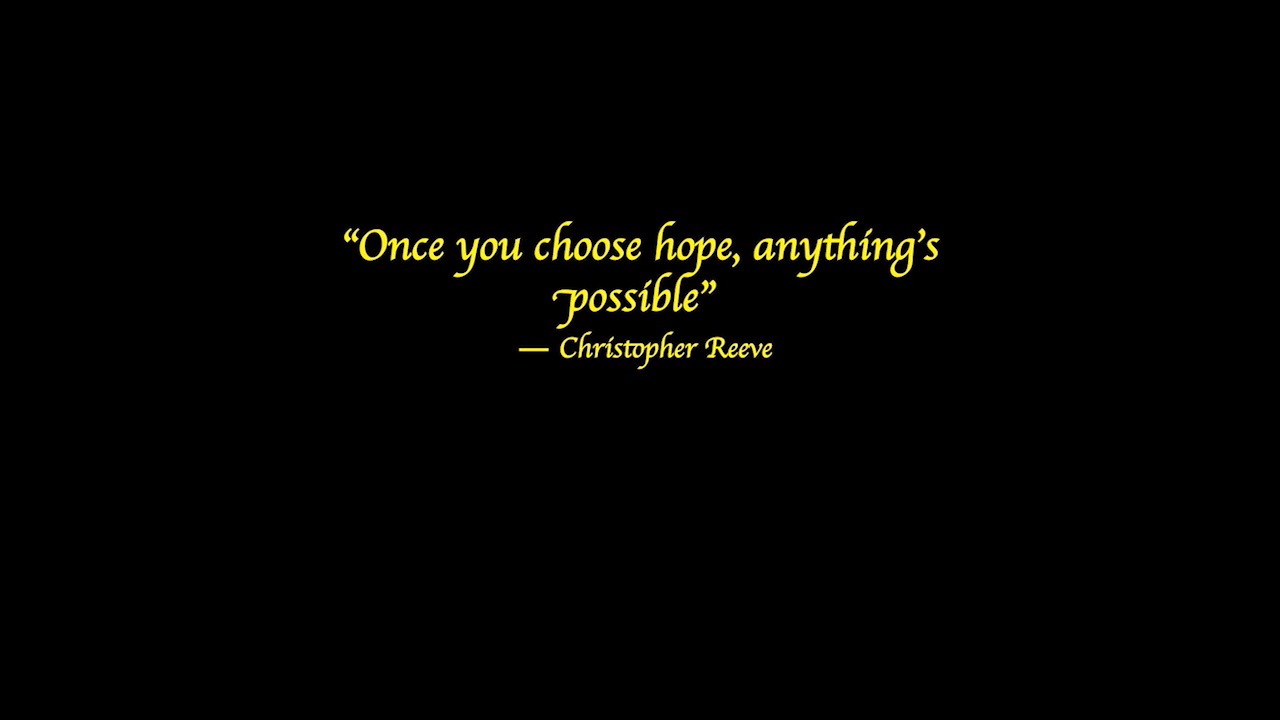 “Once you choose hope, anything’s
possible”
— Christopher Reeve